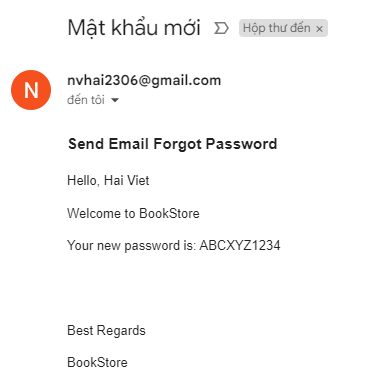 Mật khẩu mới Hộp thư đến ×
N
nvhai2306@gmail.com
đến tôi
Send Email Forgot Password
Hello, Hai Viet
Welcome to BookStore
Your new password is: ABCXYZ1234
Best Regards
BookStore